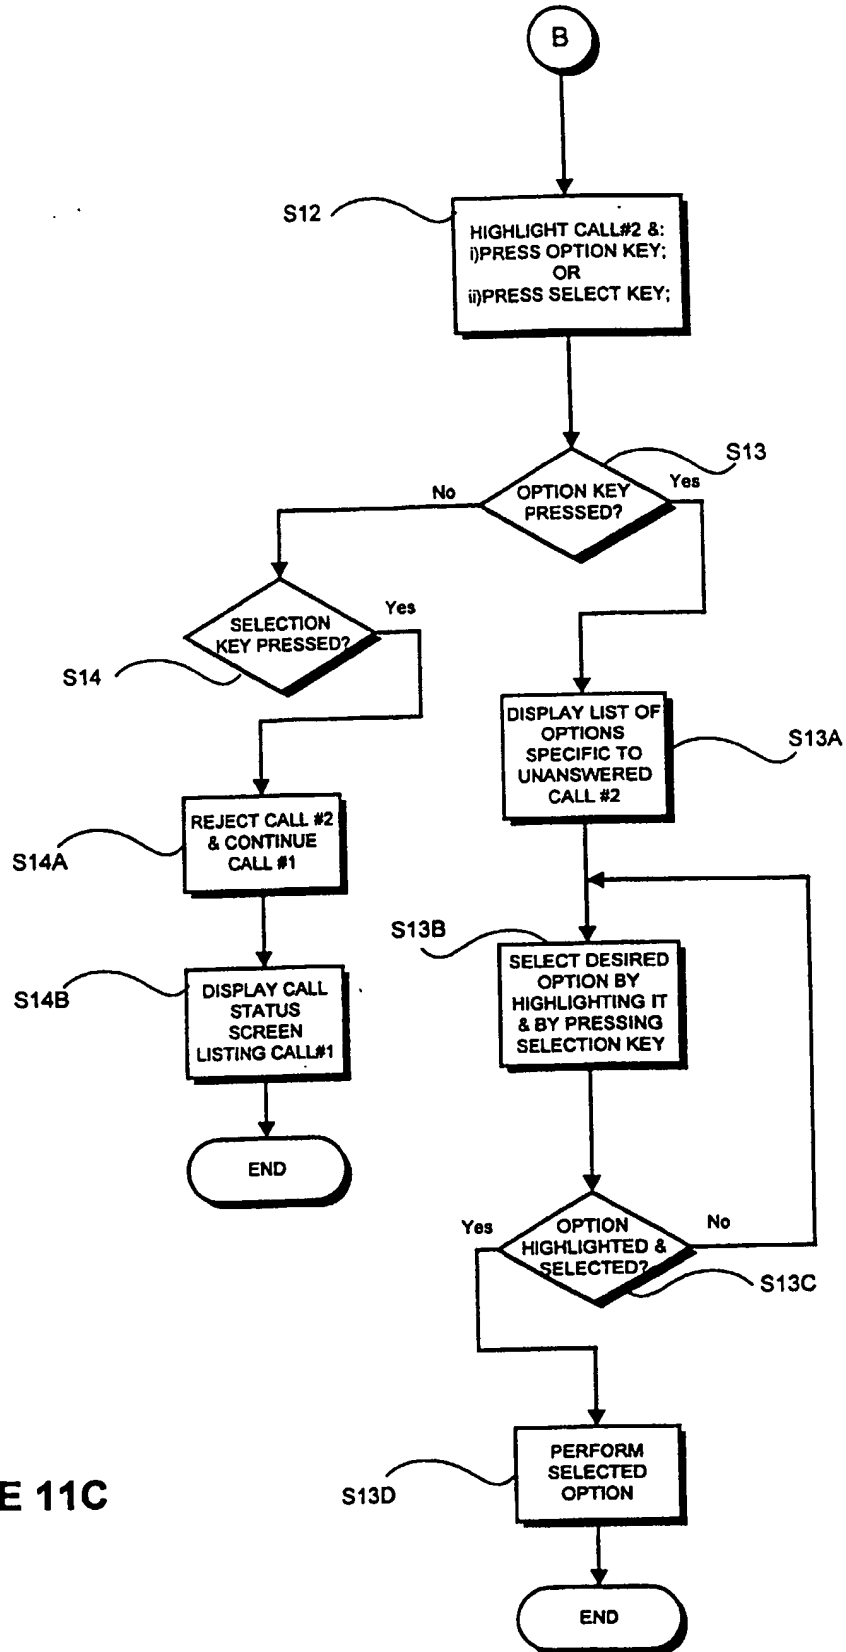 B
S12
HIGHLIGHT CALL#2 &:
i)PRESS OPTION KEY;
OR
ii)PRESS SELECT KEY;
S13
OPTION KEY
PRESSED?
No
Yes
SELECTION
KEY PRESSED?
Yes
S14
DISPLAY LIST OF
OPTIONS
SPECIFIC TO
UNANSWERED
CALL #2
S13A
REJECT CALL #2
& CONTINUE
CALL #1
S14A
S13B
SELECT DESIRED
OPTION BY
HIGHLIGHTING IT
& BY PRESSING
SELECTION KEY
S14B
DISPLAY CALL
STATUS
SCREEN
LISTING CALL#1
END
Yes
OPTION
HIGHLIGHTED &
SELECTED?
No
S13C
PERFORM
SELECTED
OPTION
S13D
E 11C
END